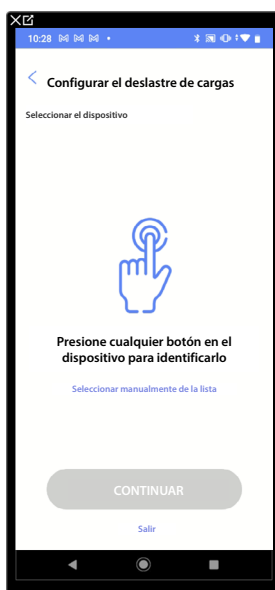 10:28
Configurar el deslastre de cargas
Seleccionar el dispositivo
Presione cualquier botón en el
dispositivo para identificarlo
Seleccionar manualmente de la lista
CONTINUAR
Salir